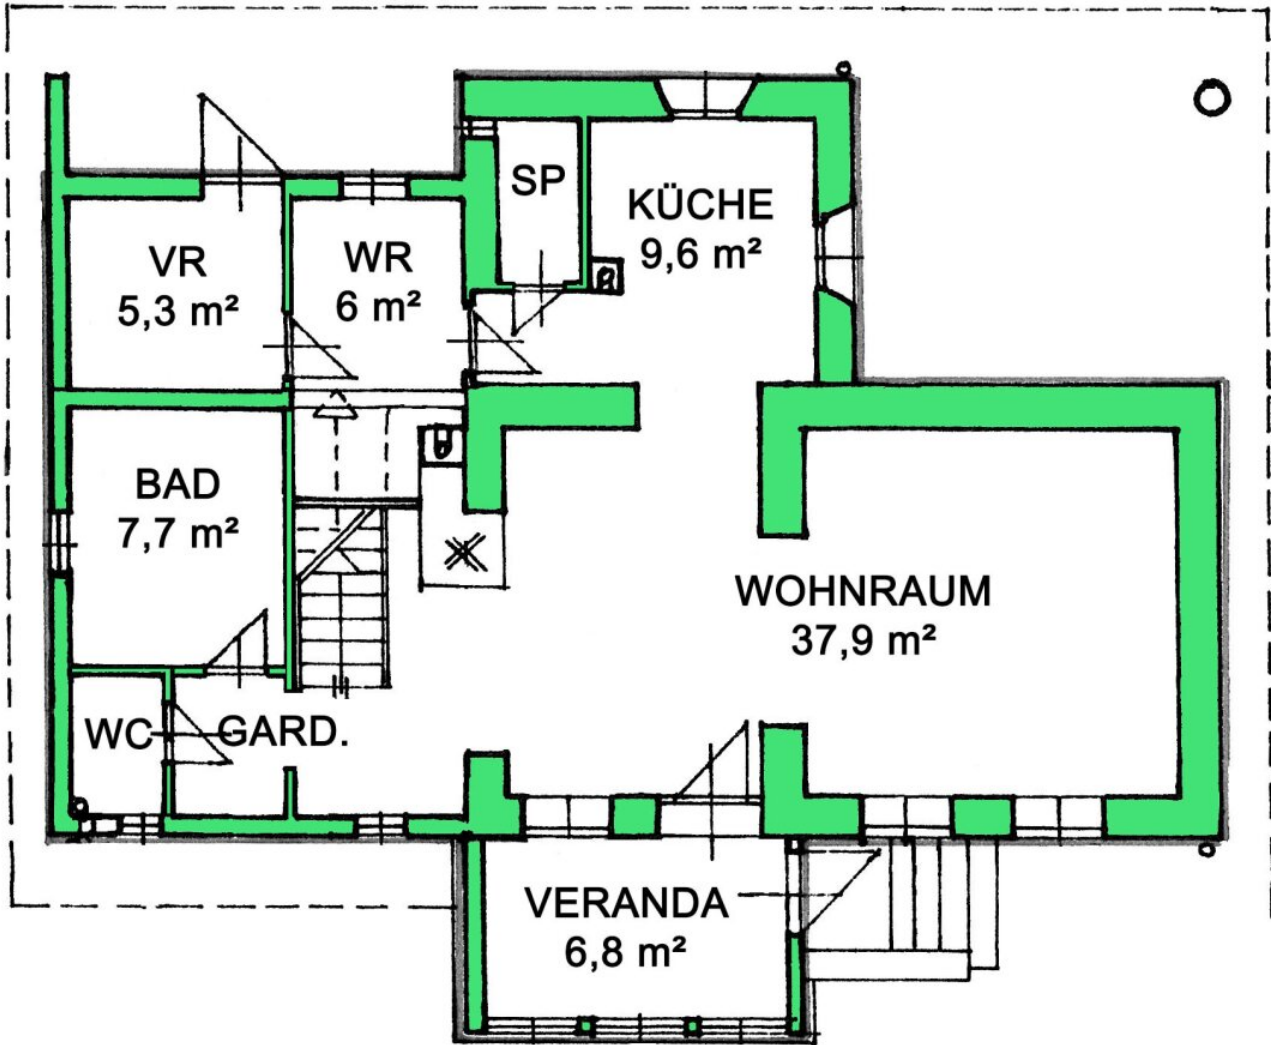 SP
KÜCHE
9,6 m²
VR
5,3 m²
WR
6 m²
BAD
7,7 m²
WOHNRAUM
37,9 m²
WC
GARD.
VERANDA
6,8 m²